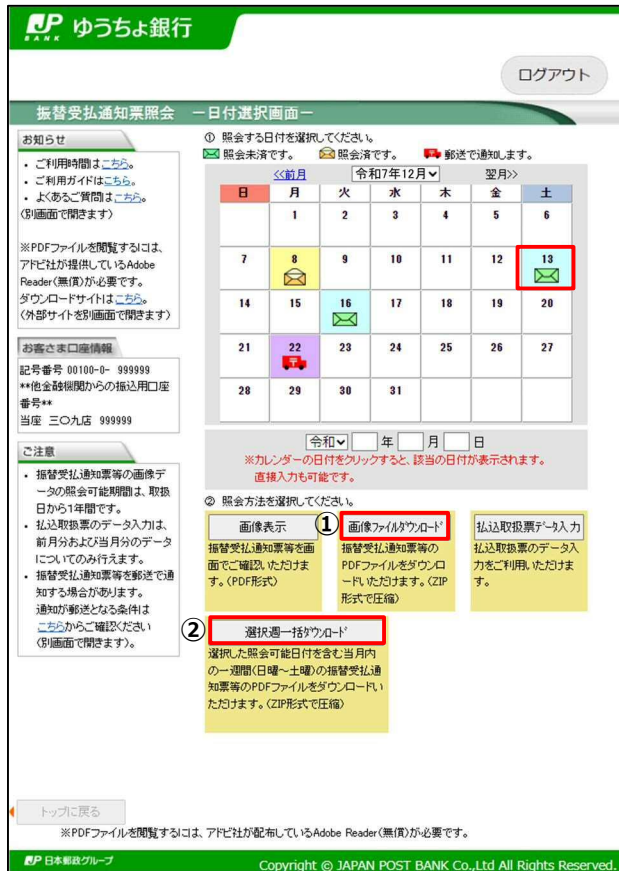 JP BANK ゆうちょ銀行
ログアウト
振替受払通知票照会 －日付選択画面－
お知らせ
・ ご利用時間はこちら。
・ ご利用ガイドはこちら。
・ よくあるご質問はこちら。
(別画面で開きます)
※PDFファイルを閲覧するには、
アドビ社が提供しているAdobe
Reader(無償)が必要です。
ダウンロードサイトはこちら。
(外部サイトを別画面で開きます)
お客さま口座情報
記号番号 00100-0- 999999
**他金融機関からの振込用口座
番号**
当座 三〇九店 999999
ご注意
・ 振替受払通知票等の画像デ
ータの照会可能期間は、取扱
日から1年間です。
・ 払込取扱票のデータ入力は、
前月分および当月分のデータ
についてのみ行えます。
・ 振替受払通知票等を郵送で通
知する場合があります。
通知が郵送となる条件は
こちらからご確認ください
(別画面で開きます)。
① 照会する日付を選択してください。
照会未済です。 照会済です。 郵送で通知します。
<<前月 令和7年12月 翌月>>
日 月 火 水 木 金 土
1 2 3 4 5 6
7 8 9 10 11 12 13
14 15 16 17 18 19 20
21 22 23 24 25 26 27
28 29 30 31
令和 年 月 日
※カレンダーの日付をクリックすると、該当の日付が表示されます。
直接入力も可能です。
② 照会方法を選択してください。
画像表示
振替受払通知票等を画
面でご確認いただけま
す。(PDF形式)
①
画像ファイルダウンロード
振替受払通知票等の
PDFファイルをダウンロ
ードいただけます。(ZIP
形式で圧縮)
払込取扱票データ入力
払込取扱票のデータ入
力をご利用いただけま
す。
②
選択週一括ダウンロード
選択した照会可能日付を含む当月内
の一週間(日曜～土曜)の振替受払通
知票等のPDFファイルをダウンロードい
ただけます。(ZIP形式で圧縮)
トップに戻る
※PDFファイルを閲覧するには、アドビ社が配布しているAdobe Reader(無償)が必要です。
JP 日本郵政グループ
Copyright © JAPAN POST BANK Co.,Ltd All Rights Reserved.